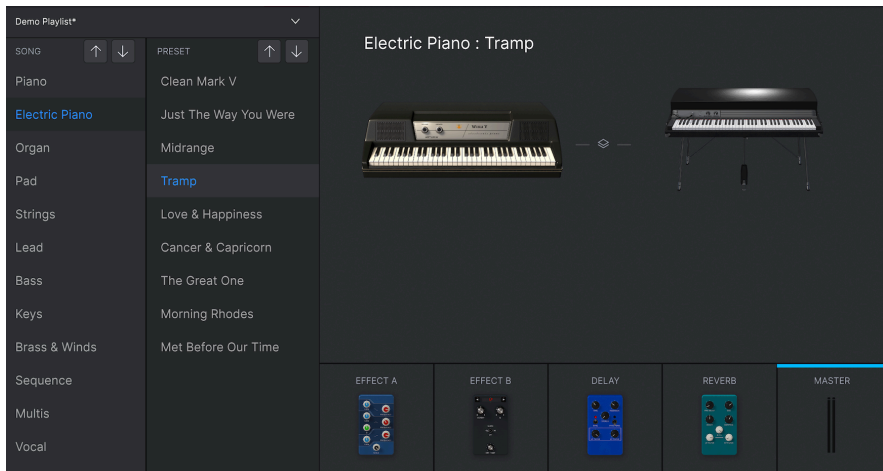 Demo Playlist*
SONG
PRESET
Piano
Electric Piano
Organ
Pad
Strings
Lead
Bass
Keys
Brass & Winds
Sequence
Multis
Vocal
Clean Mark V
Just The Way You Were
Midrange
Tramp
Love & Happiness
Cancer & Capricorn
The Great One
Morning Rhodes
Met Before Our Time
Electric Piano : Tramp
EFFECT A
EFFECT B
DELAY
REVERB
MASTER